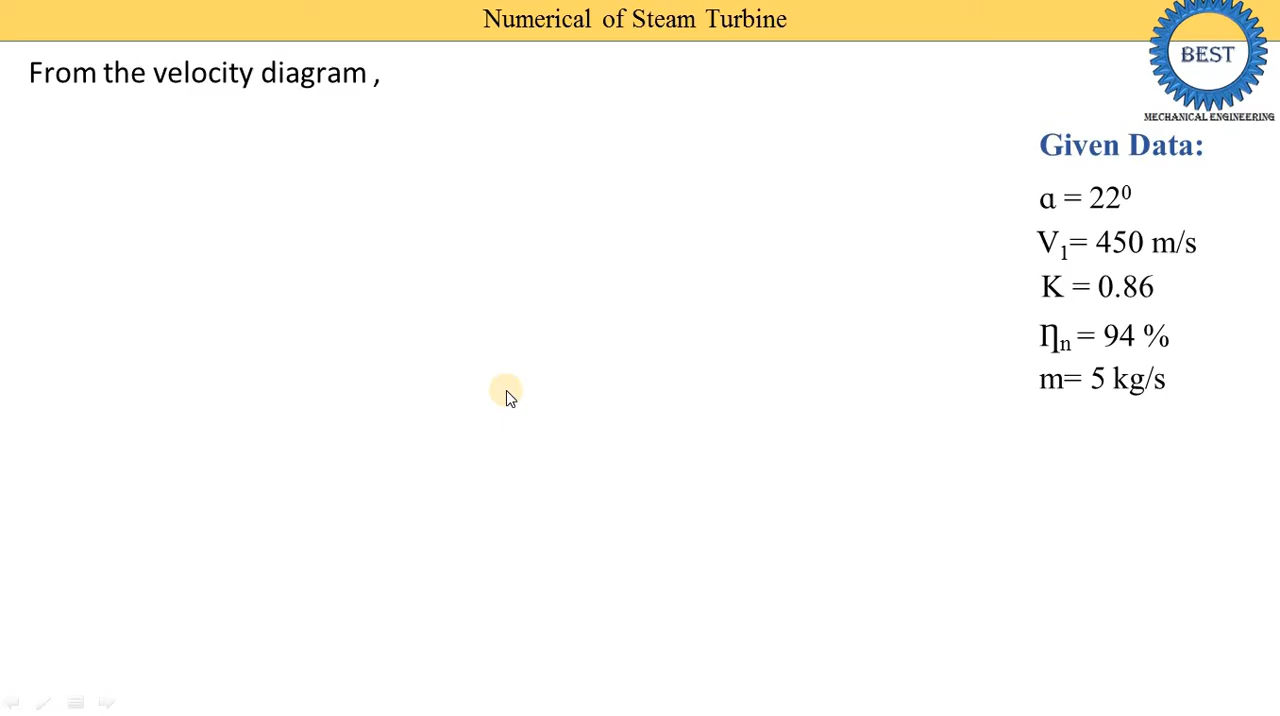 Numerical of Steam Turbine
From the velocity diagram ,
BEST
MECHANICAL ENGINEERING
Given Data:
ɑ = 22⁰
V₁= 450 m/s
K = 0.86
Ƞₙ = 94 %
m= 5 kg/s